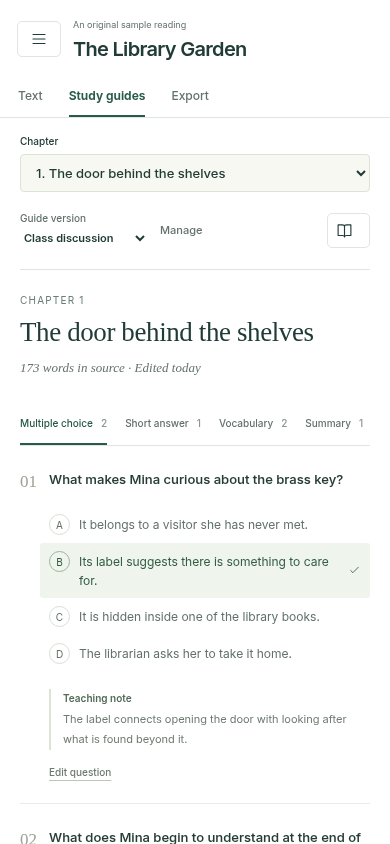 An original sample reading
The Library Garden
Text Study guides Export
Chapter
1. The door behind the shelves
Guide version
Class discussion
Manage
CHAPTER 1
The door behind the shelves
173 words in source · Edited today
Multiple choice 2 Short answer 1 Vocabulary 2 Summary 1
01 What makes Mina curious about the brass key?
A It belongs to a visitor she has never met.
B Its label suggests there is something to care
for.
C It is hidden inside one of the library books.
D The librarian asks her to take it home.
Teaching note
The label connects opening the door with looking after
what is found beyond it.
Edit question
02 What does Mina begin to understand at the end of